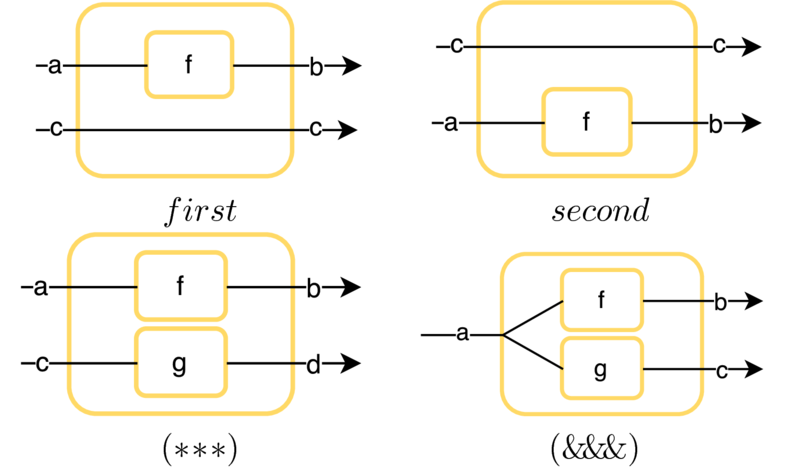 a f b
c c
first
c c
a f b
second
a f b
c g d
(***)
f b
a
g c
(&&&)